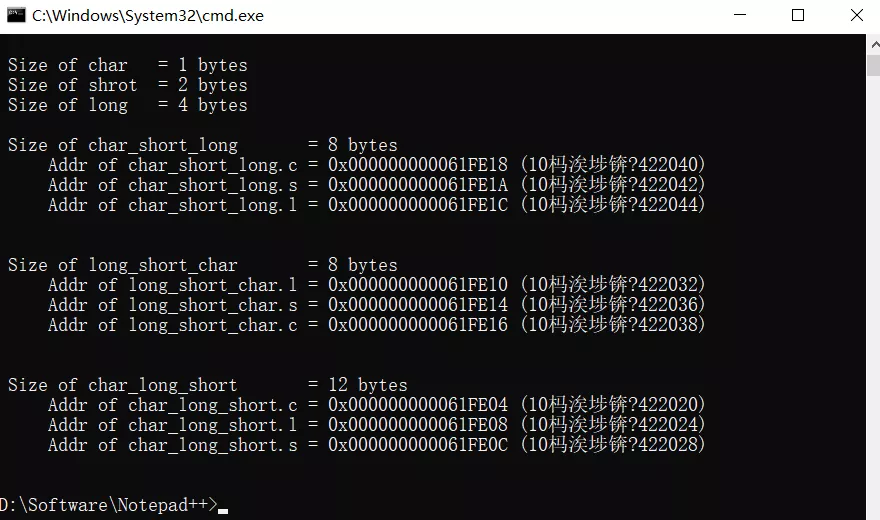 C:\Windows\System32\cmd.exe
Size of char = 1 bytes
Size of shrot = 2 bytes
Size of long = 4 bytes
Size of char_short_long = 8 bytes
Addr of char_short_long.c = 0x000000000061FE18 (10杩涘埗锛?422040)
Addr of char_short_long.s = 0x000000000061FE1A (10杩涘埗锛?422042)
Addr of char_short_long.l = 0x000000000061FE1C (10杩涘埗锛?422044)
Size of long_short_char = 8 bytes
Addr of long_short_char.l = 0x000000000061FE10 (10杩涘埗锛?422032)
Addr of long_short_char.s = 0x000000000061FE14 (10杩涘埗锛?422036)
Addr of long_short_char.c = 0x000000000061FE16 (10杩涘埗锛?422038)
Size of char_long_short = 12 bytes
Addr of char_long_short.c = 0x000000000061FE04 (10杩涘埗锛?422020)
Addr of char_long_short.l = 0x000000000061FE08 (10杩涘埗锛?422024)
Addr of char_long_short.s = 0x000000000061FE0C (10杩涘埗锛?422028)
D:\Software\Notepad++>